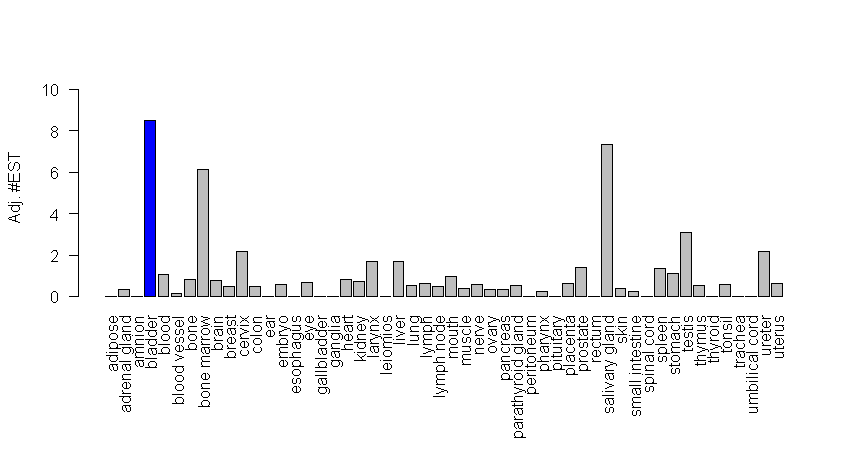 Adj. #EST
10
8
6
4
2
0
adipose
adrenal gland
amnion
bladder
blood
blood vessel
bone
bone marrow
brain
breast
cervix
colon
ear
embryo
esophagus
eye
gallbladder
ganglia
heart
kidney
larynx
leiomios
liver
lung
lymph
lymph node
mouth
muscle
nerve
ovary
pancreas
parathyroid gland
peritoneum
pharynx
pituitary
placenta
prostate
rectum
salivary gland
skin
small intestine
spinal cord
spleen
stomach
testis
thymus
thyroid
tonsil
trachea
umbilical cord
ureter
uterus